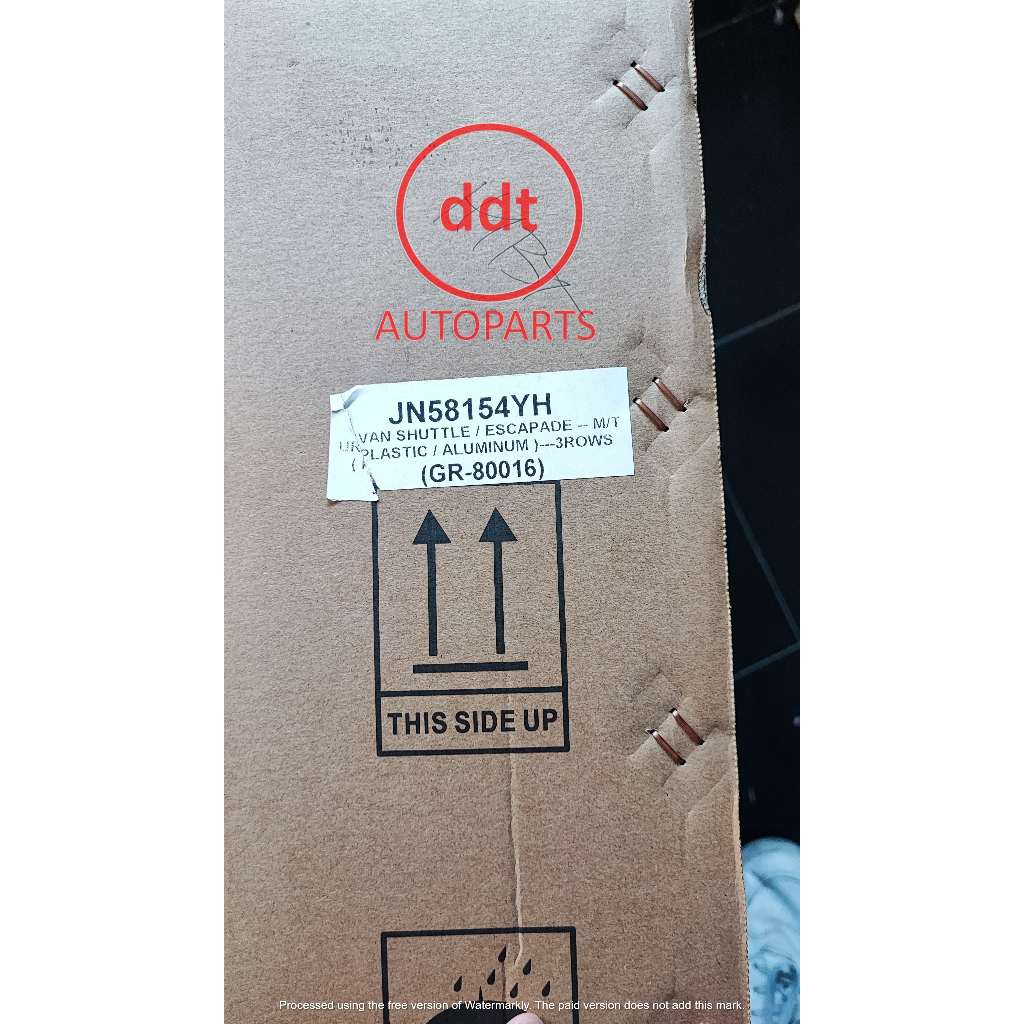 ddt
AUTOPARTS
JN58154YH
UR VAN SHUTTLE / ESCAPADE -- M/T
( PLASTIC / ALUMINUM )---3ROWS
(GR-80016)
THIS SIDE UP
Processed using the free version of Watermarkly. The paid version does not add this mark.